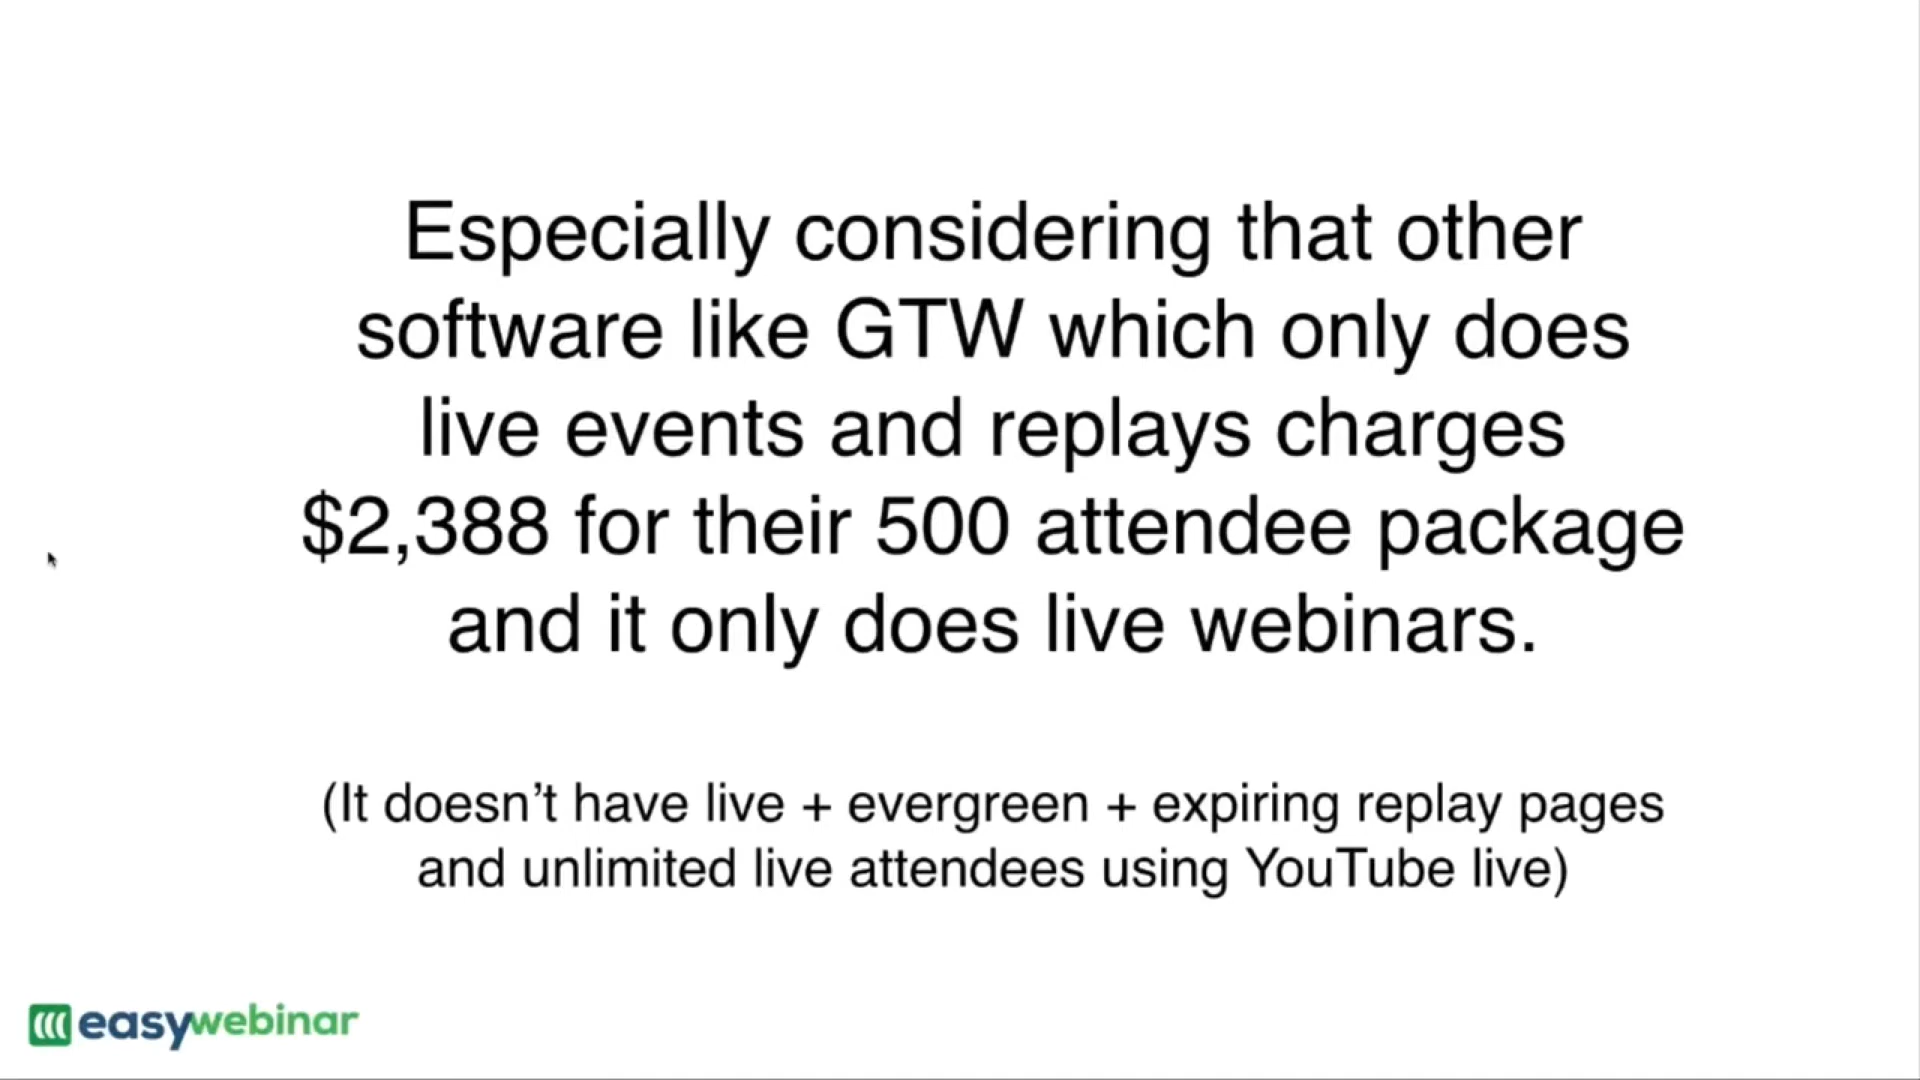 Especially considering that other
software like GTW which only does
live events and replays charges
$2,388 for their 500 attendee package
and it only does live webinars.
(It doesn’t have live + evergreen + expiring replay pages
and unlimited live attendees using YouTube live)
easywebinar